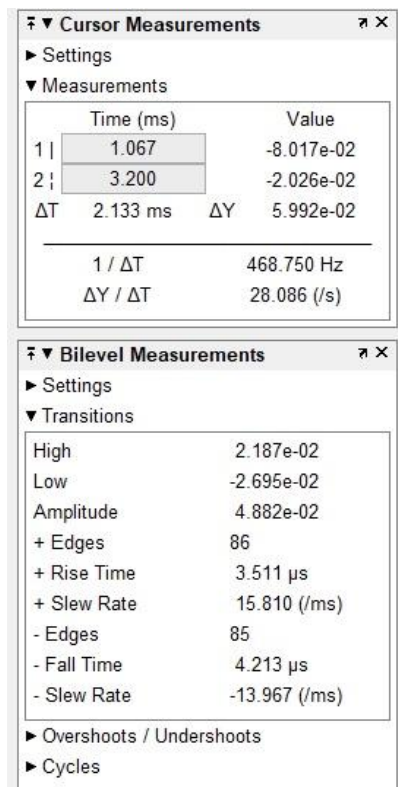 Cursor Measurements
Settings
Measurements
Time (ms) Value
1 | 1.067 -8.017e-02
2 ¦ 3.200 -2.026e-02
ΔT 2.133 ms ΔY 5.992e-02
1 / ΔT 468.750 Hz
ΔY / ΔT 28.086 (/s)
Bilevel Measurements
Settings
Transitions
High 2.187e-02
Low -2.695e-02
Amplitude 4.882e-02
+ Edges 86
+ Rise Time 3.511 µs
+ Slew Rate 15.810 (/ms)
- Edges 85
- Fall Time 4.213 µs
- Slew Rate -13.967 (/ms)
Overshoots / Undershoots
Cycles